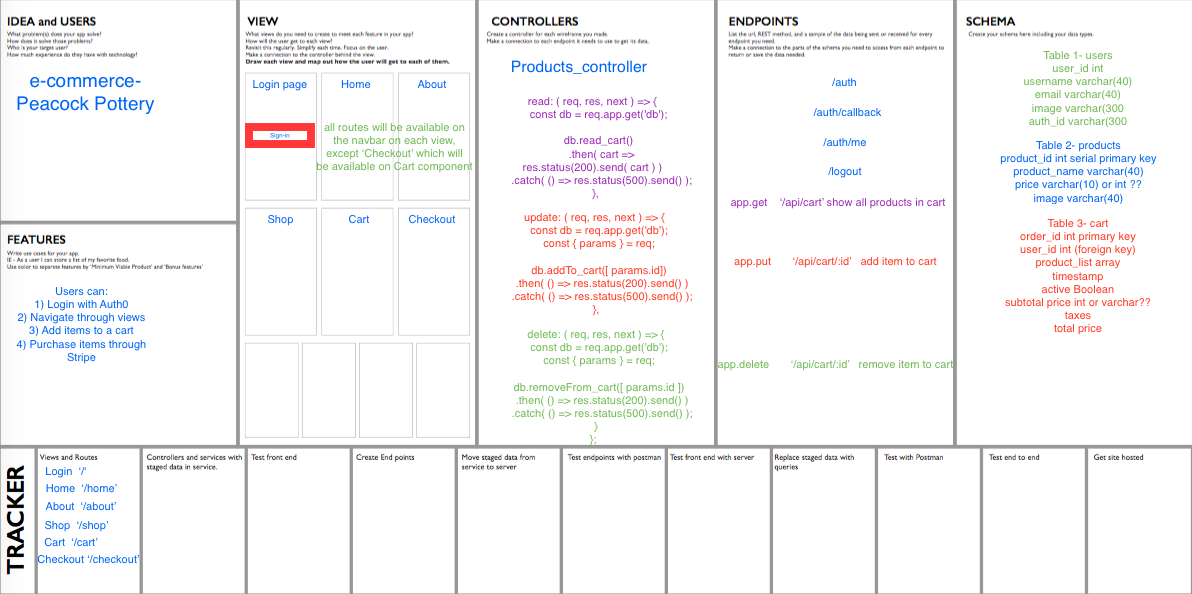 IDEA and USERS
What problem(s) does your app solve?
How does it solve those problems?
Who is your target user?
How much experience do they have with technology?
e-commerce-
Peacock Pottery
FEATURES
Write use cases for your app.
IE - As a user I can store a list of my favorite food.
Use color to separate features by 'Minimum Viable Product' and 'Bonus features'
Users can:
1) Login with Auth0
2) Navigate through views
3) Add items to a cart
4) Purchase items through
Stripe
VIEW
What views do you need to create to meet each feature in your app?
How will the user get to each view?
Revisit this regularly. Simplify each time. Focus on the user.
Make a connection to the controller behind the view.
Draw each view and map out how the user will get to each of them.
Login page
Home
About
Sign-in
all routes will be available on
the navbar on each view,
except 'Checkout' which will
be available on Cart component
Shop
Cart
Checkout
CONTROLLERS
Create a controller for each wireframe you made.
Make a connection to each endpoint it needs to use to get its data.
Products_controller
read: ( req, res, next ) => {
const db = req.app.get('db');
db.read_cart()
.then( cart =>
res.status(200).send( cart ) )
.catch( () => res.status(500).send() );
},
update: ( req, res, next ) => {
const db = req.app.get('db');
const { params } = req;
db.addTo_cart([ params.id])
.then( () => res.status(200).send() )
.catch( () => res.status(500).send() );
},
delete: ( req, res, next ) => {
const db = req.app.get('db');
const { params } = req;
db.removeFrom_cart([ params.id ])
.then( () => res.status(200).send() )
.catch( () => res.status(500).send() );
}
};
ENDPOINTS
List the url, REST method, and a sample of the data being sent or received for every
endpoint you need.
Make a connection to the parts of the schema you need to access from each endpoint to
return or save the data needed.
/auth
/auth/callback
/auth/me
/logout
app.get '/api/cart' show all products in cart
app.put '/api/cart/:id' add item to cart
app.delete '/api/cart/:id' remove item to cart
SCHEMA
Create your schema here including your data types.
Table 1- users
user_id int
username varchar(40)
email varchar(40)
image varchar(300
auth_id varchar(300
Table 2- products
product_id int serial primary key
product_name varchar(40)
price varchar(10) or int ??
image varchar(40)
Table 3- cart
order_id int primary key
user_id int (foreign key)
product_list array
timestamp
active Boolean
subtotal price int or varchar??
taxes
total price
TRACKER
Views and Routes
Login '/'
Home '/home'
About '/about'
Shop '/shop'
Cart '/cart'
Checkout '/checkout'
Controllers and services with
staged data in service.
Test front end
Create End points
Move staged data from
service to server
Test endpoints with postman
Test front end with server
Replace staged data with
queries
Test with Postman
Test end to end
Get site hosted